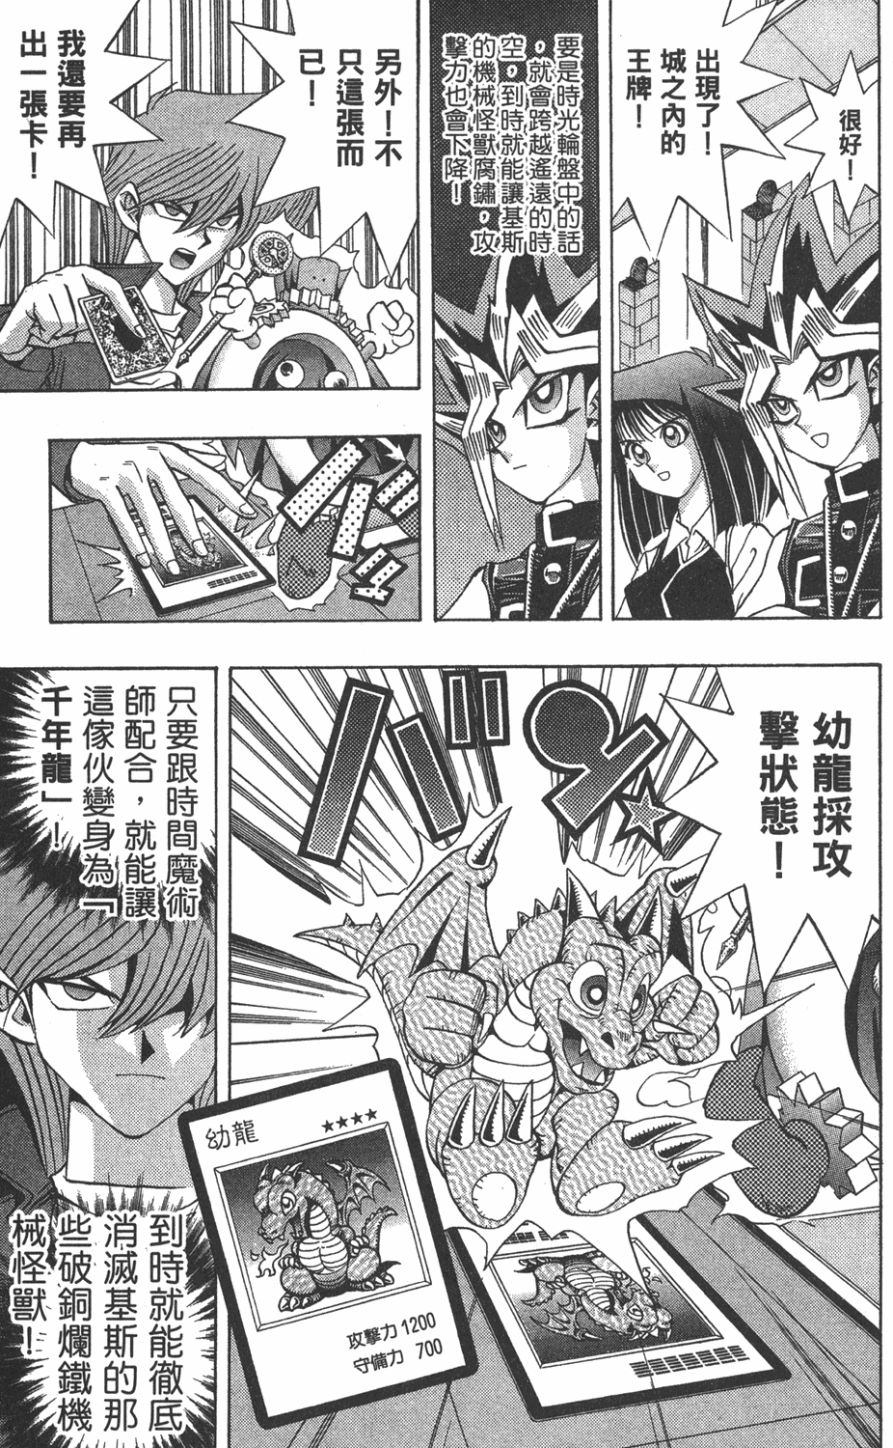 很好！
出現了！
城之內的
王牌！
要是時光輪盤中的話
，就會跨越遙遠的時
空，到時就能讓基斯
的機械怪獸腐鏽，攻
擊力也會下降！
另外！不
只這張而
已！
我還要再
出一張卡！
幼龍採攻
擊狀態！
バーン
幼龍
★★★★
攻擊力 1200
守備力 700
只要跟時間魔術
師配合，就能讓
這傢伙變身為『
千年龍』！
到時就能徹底
消滅基斯的那
些破銅爛鐵機
械怪獸！